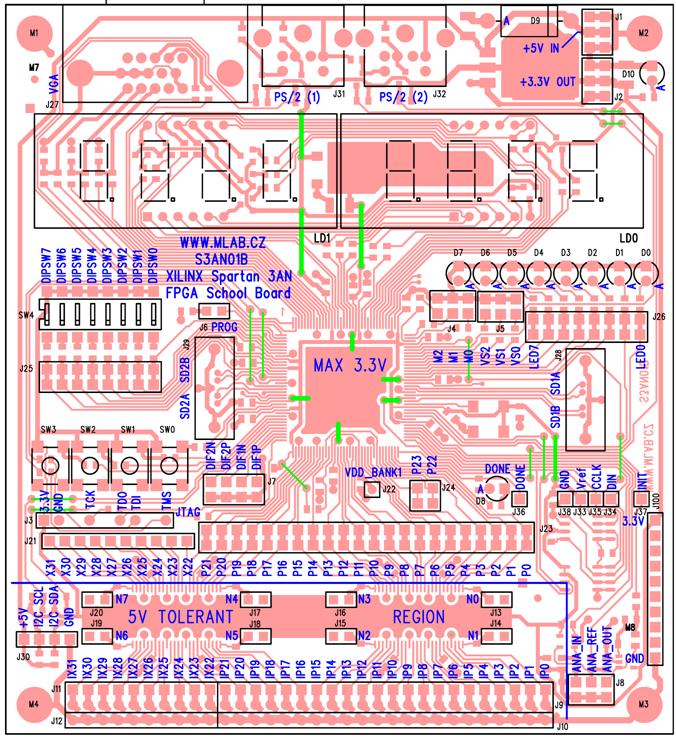 M1
M7
VGA
J27
PS/2 (1)
J31
PS/2 (2)
J32
A
D9
J1
M2
+5V IN
+3.3V OUT
D10
A
J2
LD1
LD0
WWW.MLAB.CZ
S3AN01B
XILINX Spartan 3AN
FPGA School Board
DIPSW7
DIPSW6
DIPSW5
DIPSW4
DIPSW3
DIPSW2
DIPSW1
DIPSW0
SW4
J6
PROG
J25
J29
SD2B
SD2A
D7
D6
D5
D4
D3
D2
D1
D0
A
A
A
A
A
A
A
A
J26
J4
J5
M2
M1
M0
VS2
VS1
VS0
LED7
LED0
J28
SD1A
SD1B
MAX 3.3V
S3AN01B
WWW.MLAB.CZ
SW3
SW2
SW1
SW0
3.3V
GND
TCK
TDO
TDI
TMS
J3
JTAG
J21
DIF2N
DIF2P
DIF1N
DIF1P
J7
VDD_BANK1
J22
P23
P22
J24
DONE
A
D8
DONE
J36
GND
Vref
CCLK
DIN
INIT
J38
J33
J35
J34
J37
J100
3.3V
J23
X31
X30
X29
X28
X27
X26
X25
X24
X23
X22
P21
P20
P19
P18
P17
P16
P15
P14
P13
P12
P11
P10
P9
P8
P7
P6
P5
P4
P3
P2
P1
P0
+5V
I2C_SCL
I2C_SDA
GND
J30
J20
N7
N4
J17
J16
N3
N0
J13
5V TOLERANT
REGION
J19
N6
N5
J18
J15
N2
N1
J14
M8
GND
ANA_IN
ANA_REF
ANA_OUT
J8
IX31
IX30
IX29
IX28
IX27
IX26
IX25
IX24
IX23
IX22
IP21
IP20
IP19
IP18
IP17
IP16
IP15
IP14
IP13
IP12
IP11
IP10
IP9
IP8
IP7
IP6
IP5
IP4
IP3
IP2
IP1
IP0
M4
J11
J12
J9
J10
M3